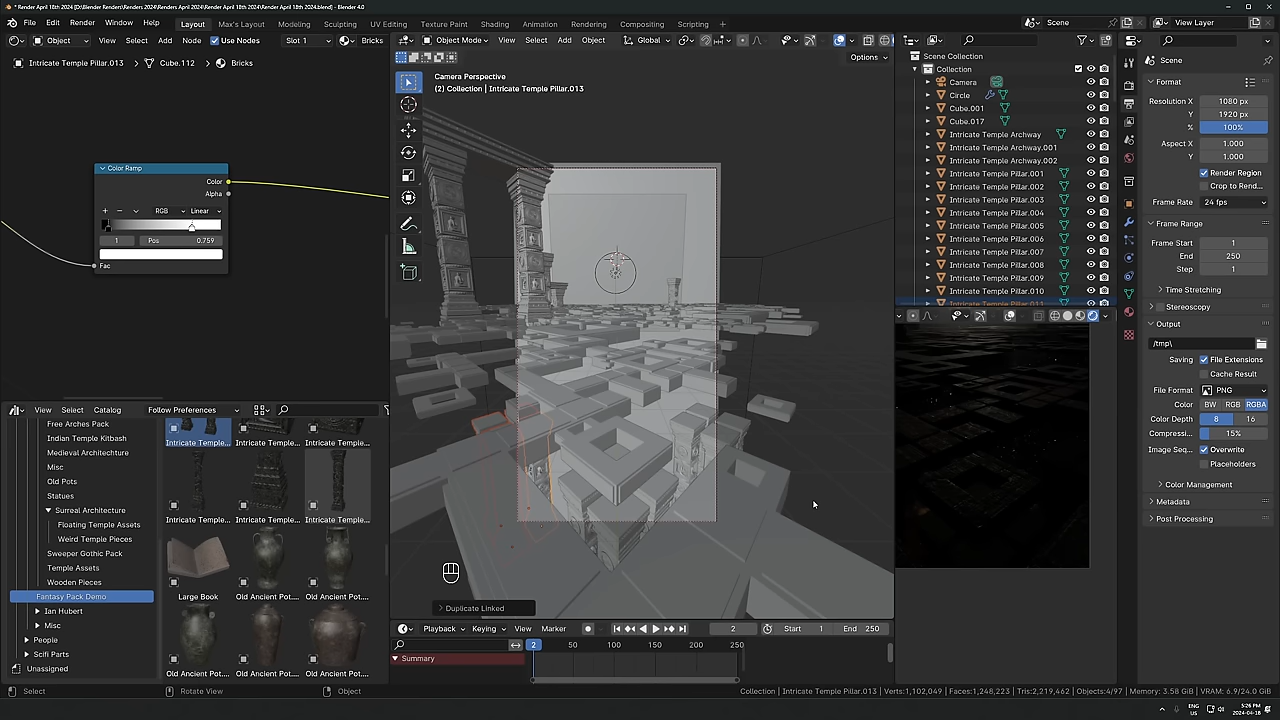 * Render April 18th 2024 [D:\Blender Renders\Renders 2024\Renders April 2024\Renders April 18th 2024\Render April 18th 2024.blend] - Blender 4.0
File Edit Render Window Help Layout Max's Layout Modeling Sculpting UV Editing Texture Paint Shading Animation Rendering Compositing Scripting + Scene View Layer
Object View Select Add Node Use Nodes Slot 1 Bricks
Object Mode View Select Add Object Global
Options
Intricate Temple Pillar.013 > Cube.112 > Bricks
Camera Perspective
(2) Collection | Intricate Temple Pillar.013
Color Ramp
Color
Alpha
RGB Linear
1 Pos 0.759
Fac
Duplicate Linked
Scene Collection
Collection
Camera
Circle
Cube.001
Cube.017
Intricate Temple Archway
Intricate Temple Archway.001
Intricate Temple Archway.002
Intricate Temple Pillar.001
Intricate Temple Pillar.002
Intricate Temple Pillar.003
Intricate Temple Pillar.004
Intricate Temple Pillar.005
Intricate Temple Pillar.006
Intricate Temple Pillar.007
Intricate Temple Pillar.008
Intricate Temple Pillar.009
Intricate Temple Pillar.010
Intricate Temple Pillar.011
Scene
Format
Resolution X 1080 px
Y 1920 px
% 100%
Aspect X 1.000
Y 1.000
Render Region
Crop to Rend...
Frame Rate 24 fps
Frame Range
Frame Start 1
End 250
Step 1
Time Stretching
Stereoscopy
Output
/tmp\
Saving File Extensions
Cache Result
File Format PNG
Color BW RGB RGBA
Color Depth 8 16
Compressi... 15%
Image Seq... Overwrite
Placeholders
Color Management
Metadata
Post Processing
View Select Catalog Follow Preferences
Free Arches Pack
Indian Temple Kitbash
Medieval Architechture
Misc
Old Pots
Statues
Surreal Architecture
Floating Temple Assets
Weird Temple Pieces
Sweeper Gothic Pack
Temple Assets
Wooden Pieces
Fantasy Pack Demo
Ian Hubert
Misc
People
Scifi Parts
Unassigned
Intricate Temple... Intricate Temple... Intricate Temple...
Intricate Temple... Intricate Temple... Intricate Temple...
Large Book Old Ancient Pot.... Old Ancient Pot....
Old Ancient Pot.... Old Ancient Pot.... Old Ancient Pot....
Playback Keying View Marker 2 Start 1 End 250
2 50 100 150 200 250
Summary
Select Rotate View Object
Collection | Intricate Temple Pillar.013 | Verts:1,102,049 | Faces:1,248,223 | Tris:2,219,462 | Objects:4/97 | Memory: 3.58 GiB | VRAM: 6.9/24.0 GiB
ENG
5:26 PM
2024-04-18